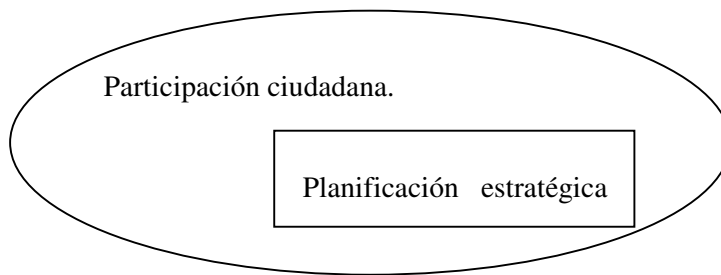 Participación ciudadana.
Planificación estratégica